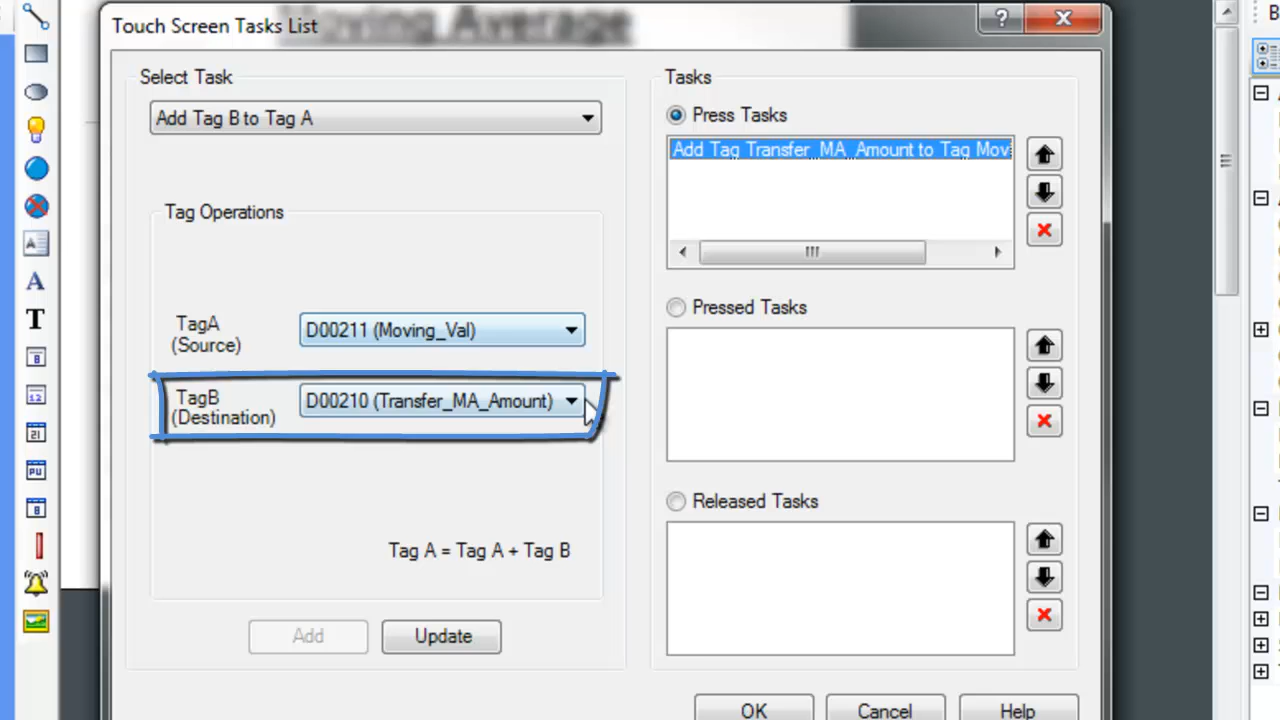 Touch Screen Tasks List
Moving Average
Select Task
Add Tag B to Tag A
Tag Operations
TagA
(Source)
D00211 (Moving_Val)
TagB
(Destination)
D00210 (Transfer_MA_Amount)
Tag A = Tag A + Tag B
Add
Update
Tasks
Press Tasks
Add Tag Transfer_MA_Amount to Tag Mov
Pressed Tasks
Released Tasks
OK
Cancel
Help
A
T